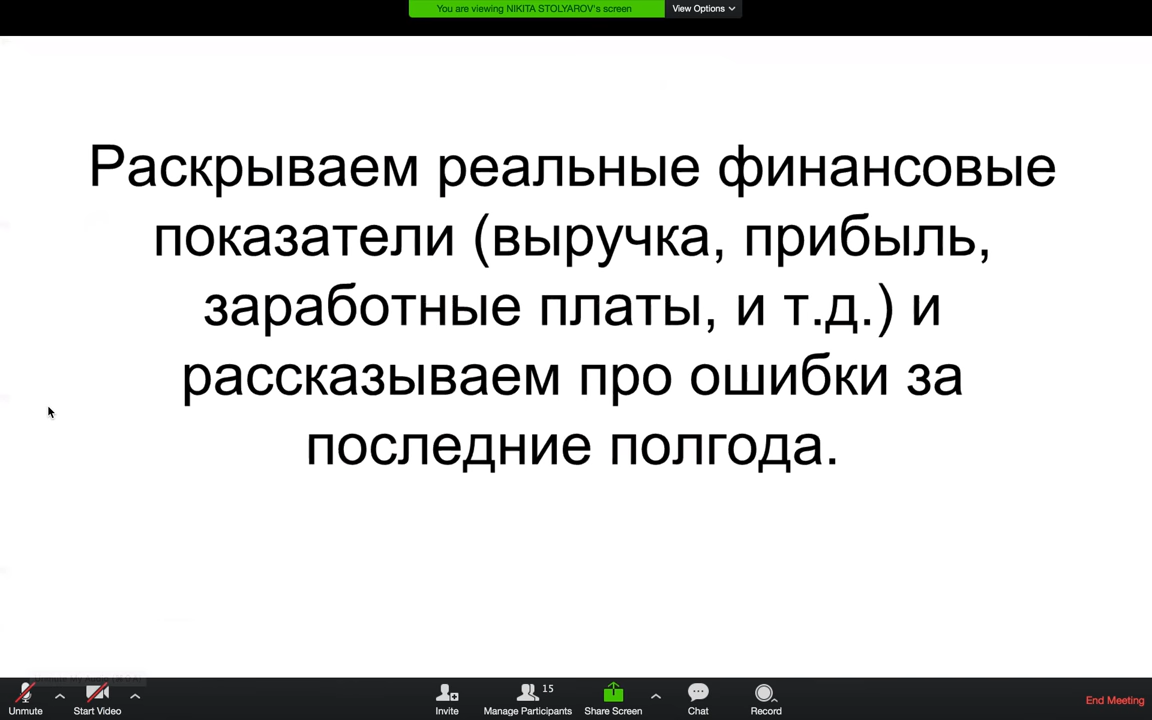 You are viewing NIKITA STOLYAROV's screen
View Options
Раскрываем реальные финансовые
показатели (выручка, прибыль,
заработные платы, и т.д.) и
рассказываем про ошибки за
последние полгода.
15
Unmute
Start Video
Invite
Manage Participants
Share Screen
Chat
Record
End Meeting